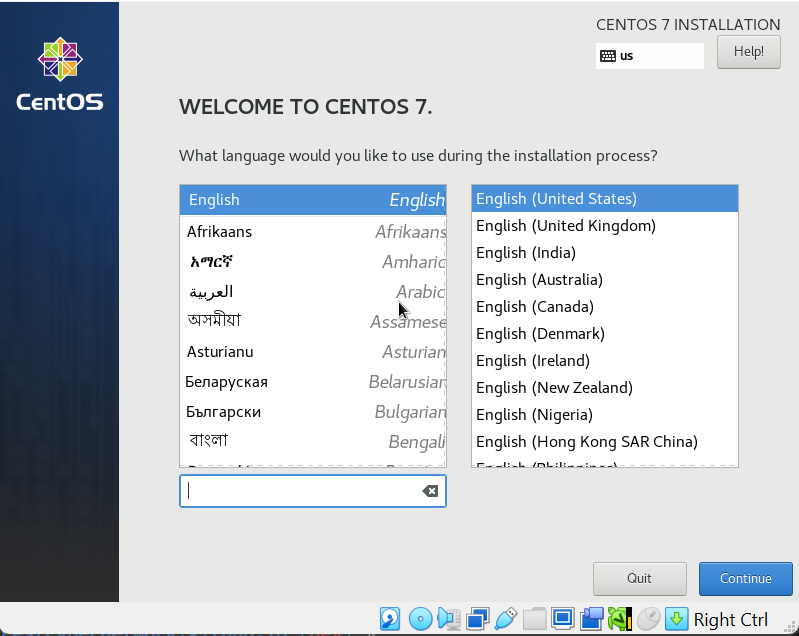 CENTOS 7 INSTALLATION
us
Help!
CentOS
WELCOME TO CENTOS 7.
What language would you like to use during the installation process?
English English
Afrikaans Afrikaans
አማርኛ Amharic
العربية Arabic
অসমীয়া Assamese
Asturianu Asturian
Беларуская Belarusian
Български Bulgarian
বাংলা Bengali
English (United States)
English (United Kingdom)
English (India)
English (Australia)
English (Canada)
English (Denmark)
English (Ireland)
English (New Zealand)
English (Nigeria)
English (Hong Kong SAR China)
English (Philippines)
Quit
Continue
Right Ctrl